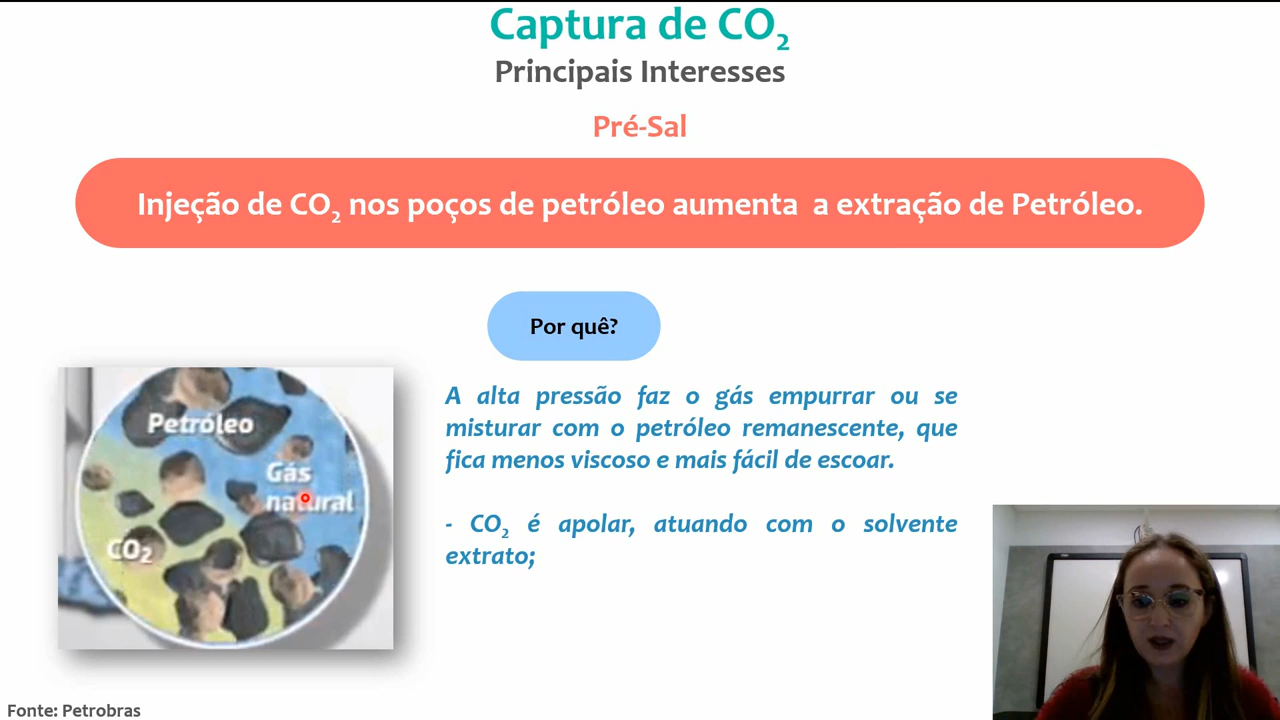 Captura de CO₂
Principais Interesses
Pré-Sal
Injeção de CO₂ nos poços de petróleo aumenta a extração de Petróleo.
Por quê?
A alta pressão faz o gás empurrar ou se
misturar com o petróleo remanescente, que
fica menos viscoso e mais fácil de escoar.
- CO₂ é apolar, atuando com o solvente
extrato;
Petróleo
Gás
natural
CO₂
Fonte: Petrobras